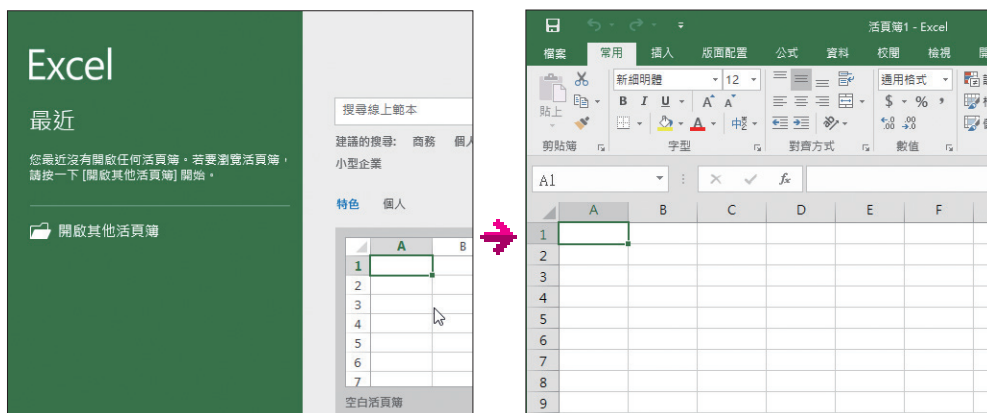 Excel
最近
您最近沒有開啟任何活頁簿。若要瀏覽活頁簿，
請按一下 [開啟其他活頁簿] 開始。
開啟其他活頁簿
搜尋線上範本
建議的搜尋: 商務 個人
小型企業
特色 個人
A B
1
2
3
4
5
6
7
空白活頁簿
活頁簿1 - Excel
檔案 常用 插入 版面配置 公式 資料 校閱 檢視
新細明體 12 通用格式
貼上 B I U A A $ % ,
A 中 .00 .0
剪貼簿 字型 對齊方式 數值
A1 fx
A B C D E F
1
2
3
4
5
6
7
8
9